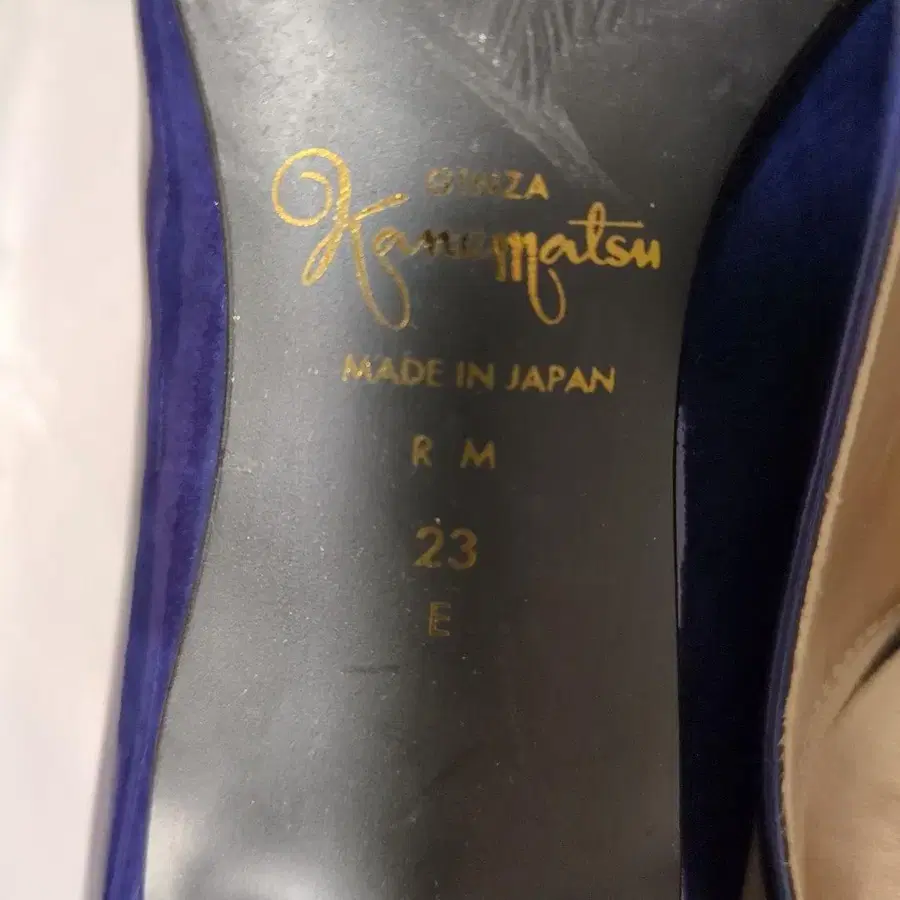 GINZA
Kanematsu
MADE IN JAPAN
R M
23
E